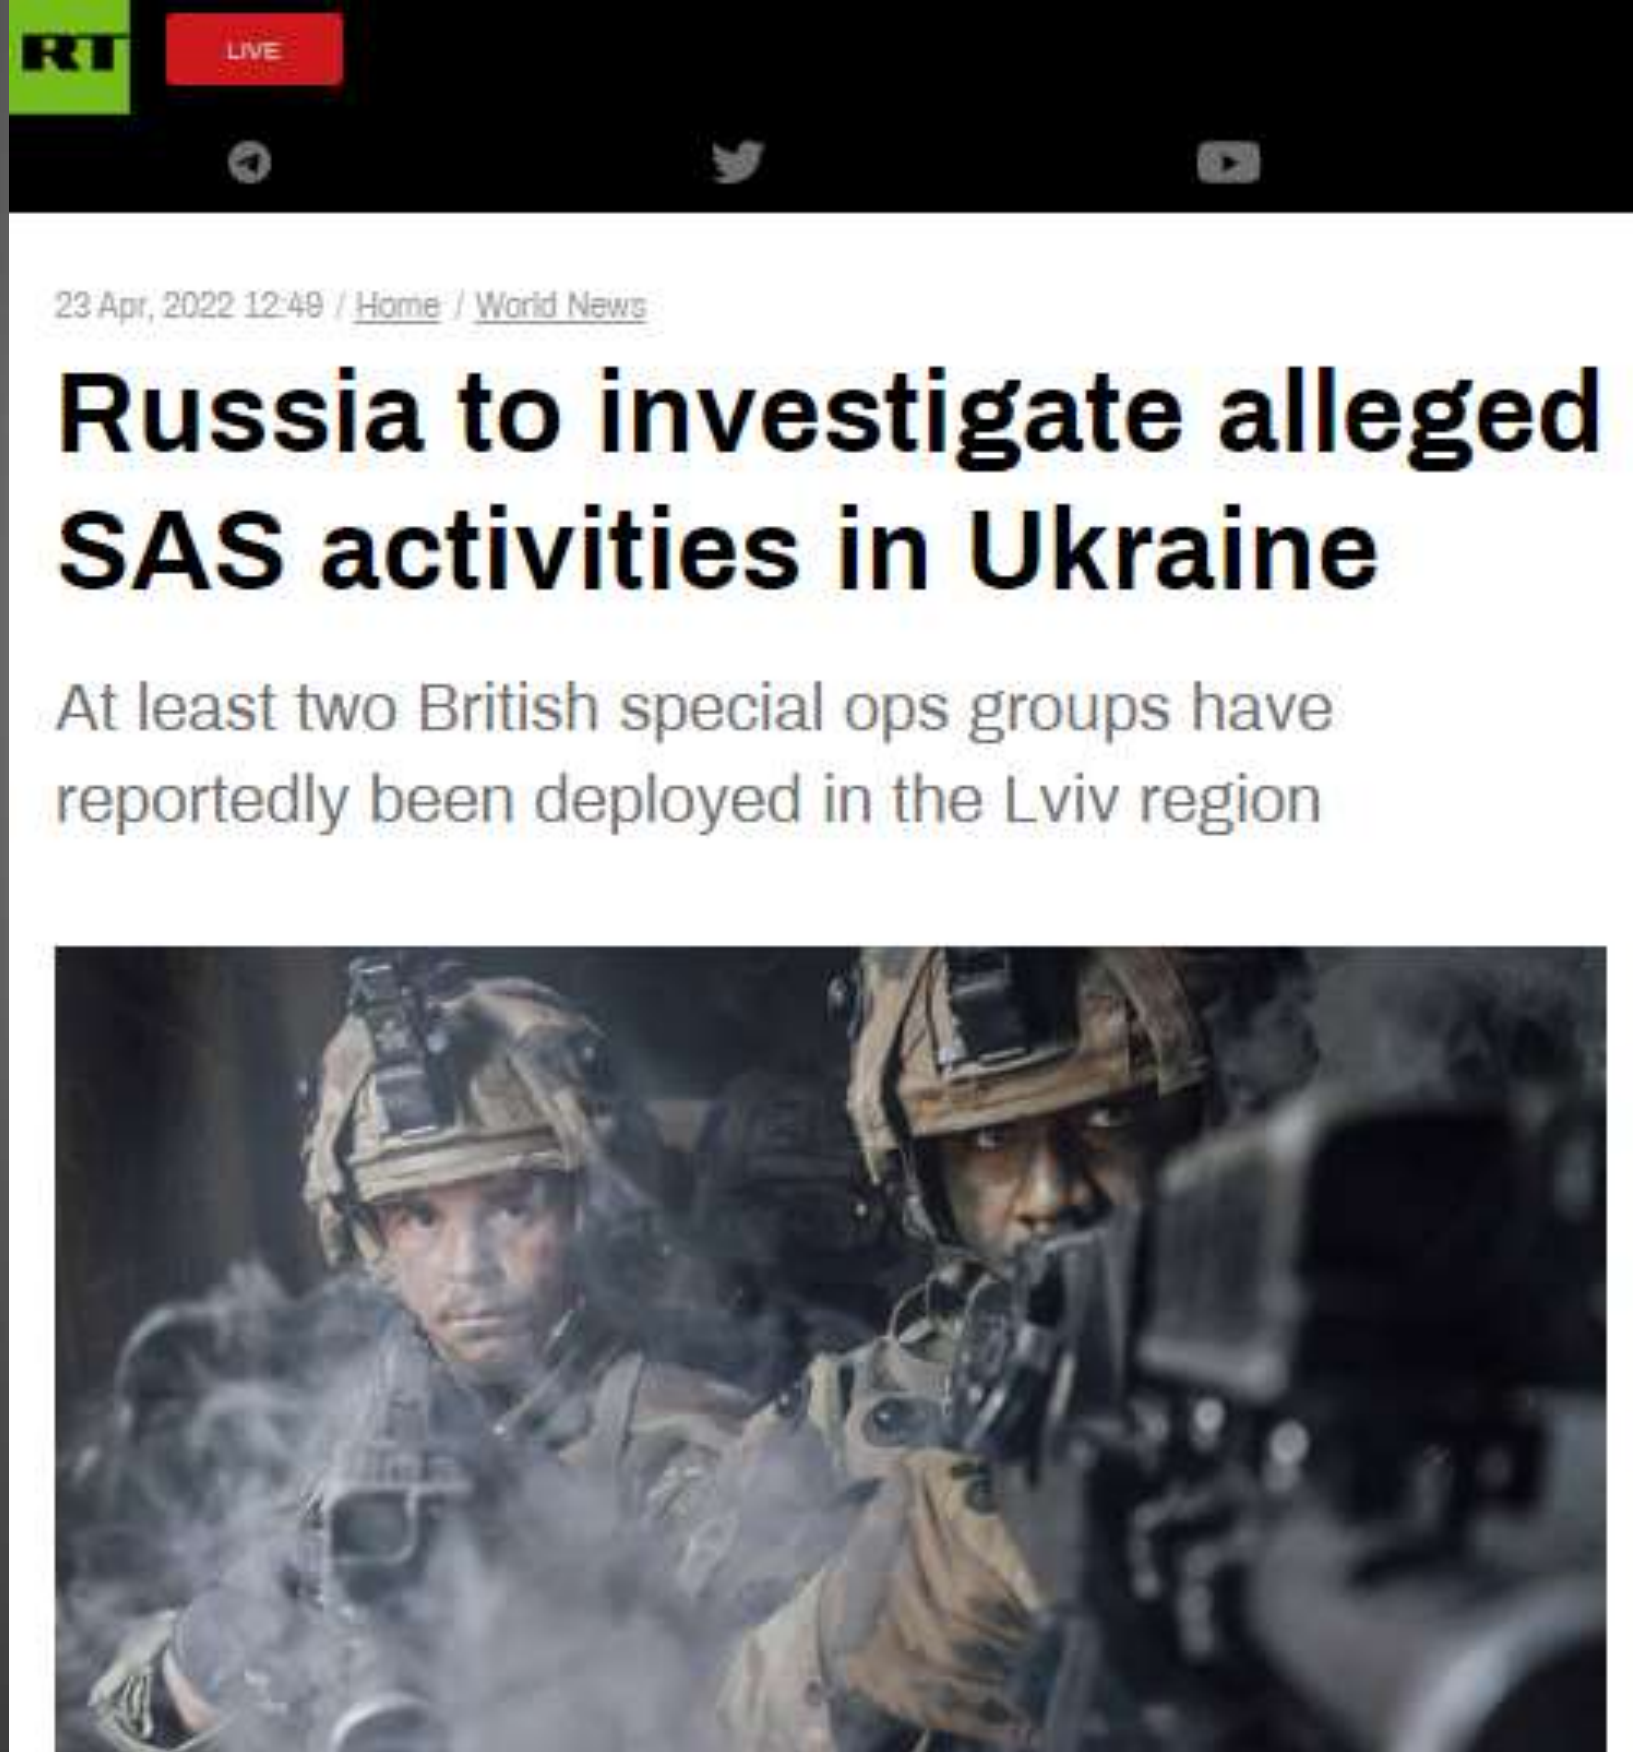 RT
LIVE
23 Apr, 2022 12:49 / Home / World News
Russia to investigate alleged
SAS activities in Ukraine
At least two British special ops groups have
reportedly been deployed in the Lviv region